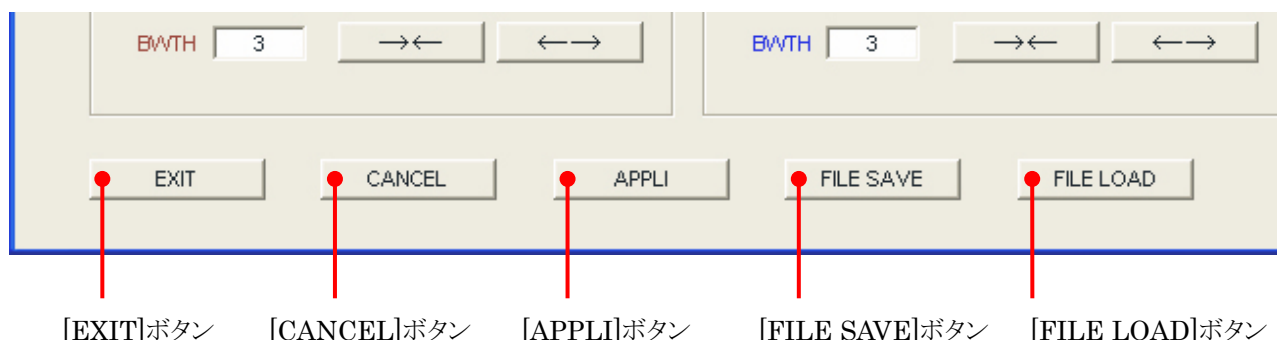 BWTH 3 →← ←→ BWTH 3 →← ←→
EXIT CANCEL APPLI FILE SAVE FILE LOAD
[EXIT]ボタン [CANCEL]ボタン [APPLI]ボタン [FILE SAVE]ボタン [FILE LOAD]ボタン